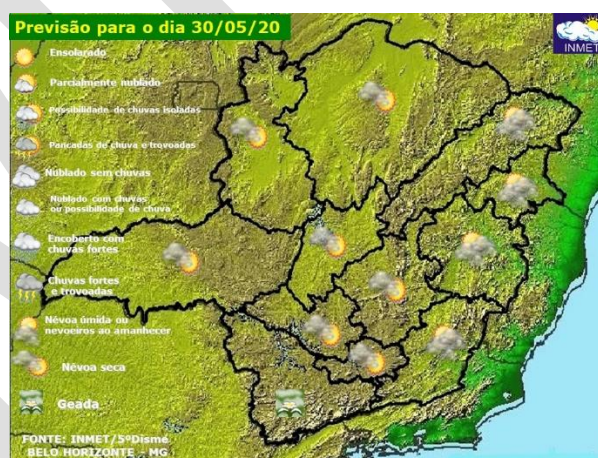 Previsão para o dia 30/05/20
INMET
Ensolarado
Parcialmente nublado
Possibilidade de chuvas isoladas
Pancadas de chuva e trovoadas
Nublado sem chuvas
Nublado com chuvas
ou possibilidade de chuva
Encoberto com
chuvas fortes
Chuvas fortes
e trovoadas
Névoa úmida ou
nevoeiros ao amanhecer
Névoa seca
Geada
FONTE: INMET/5ºDisme
BELO HORIZONTE - MG